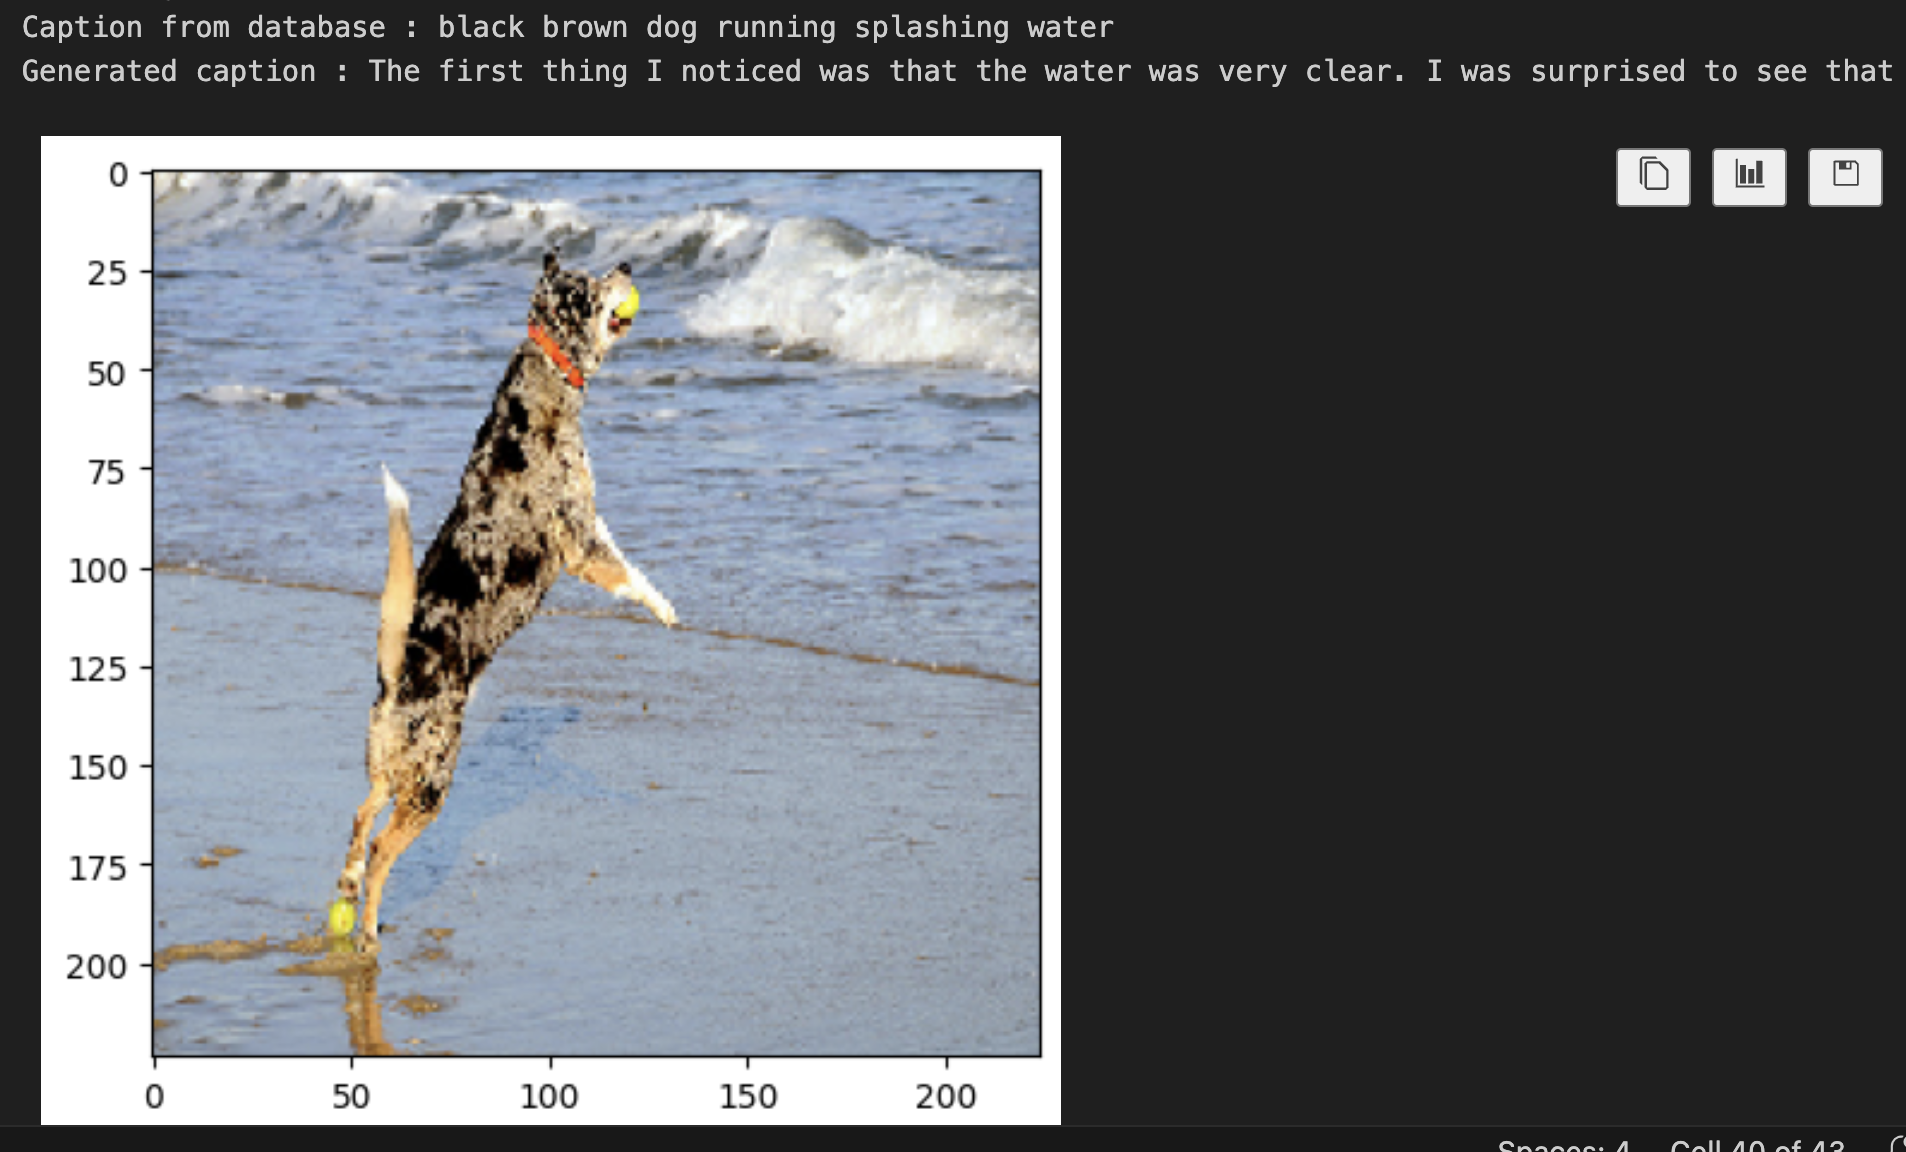 Caption from database : black brown dog running splashing water
Generated caption : The first thing I noticed was that the water was very clear. I was surprised to see that
0
25
50
75
100
125
150
175
200
0 50 100 150 200
Spaces: 4 Cell 40 of 43